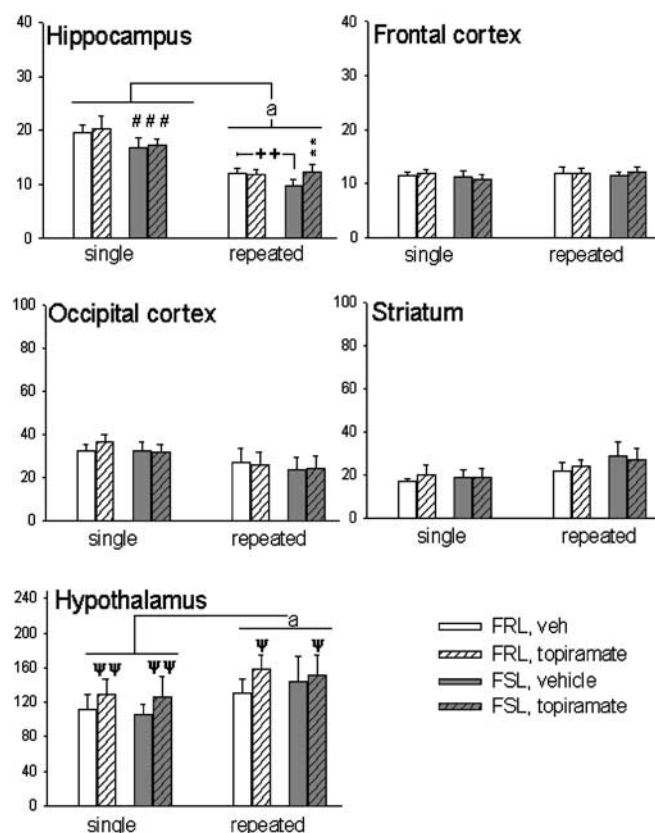 Hippocampus
40
30
20
10
0
# # #
a
++
**
single
repeated
Frontal cortex
40
30
20
10
0
single
repeated
Occipital cortex
100
80
60
40
20
0
single
repeated
Striatum
100
80
60
40
20
0
single
repeated
Hypothalamus
240
200
160
120
80
40
0
a
ΨΨ
ΨΨ
Ψ
Ψ
single
repeated
FRL, veh
FRL, topiramate
FSL, vehicle
FSL, topiramate